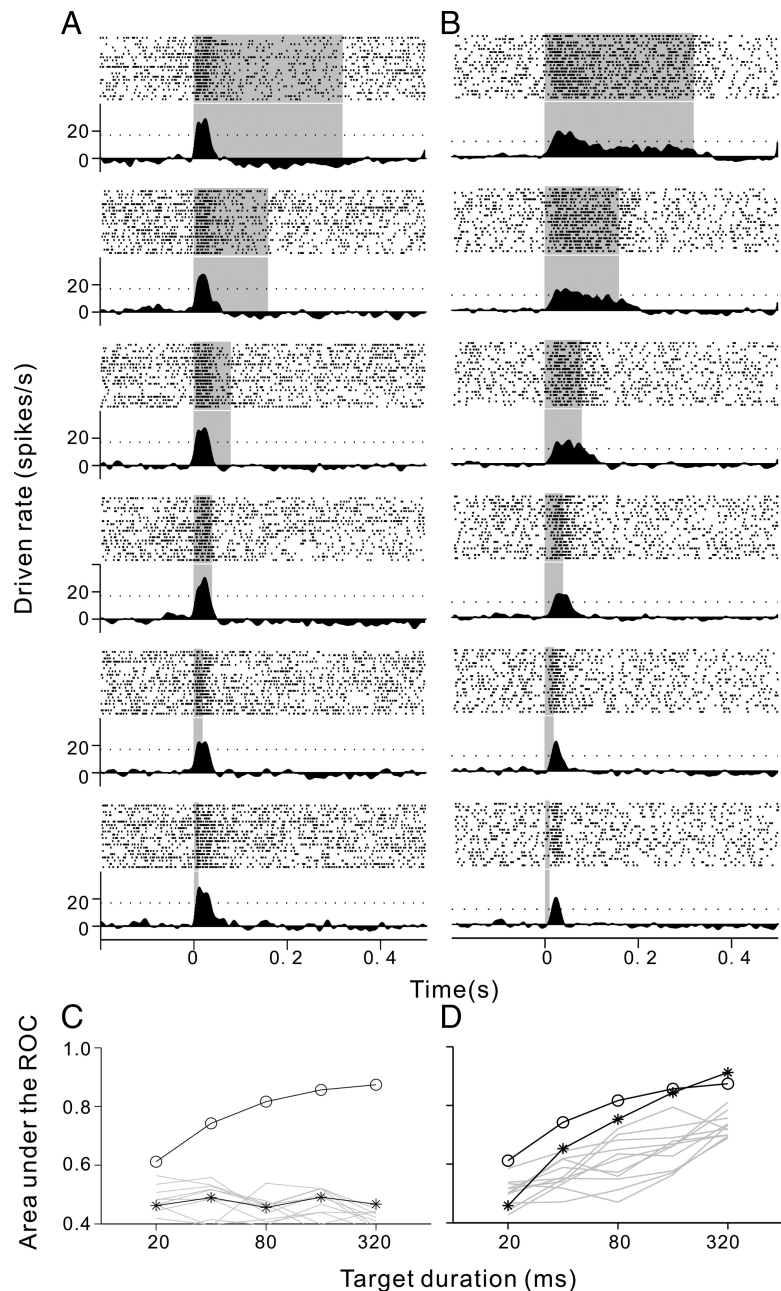 A
B
20
0
20
0
20
0
20
0
20
0
20
0
Driven rate (spikes/s)
0 0.2 0.4
0 0.2 0.4
Time(s)
C
D
1.0
0.8
0.6
0.4
Area under the ROC
20 80 320
20 80 320
Target duration (ms)